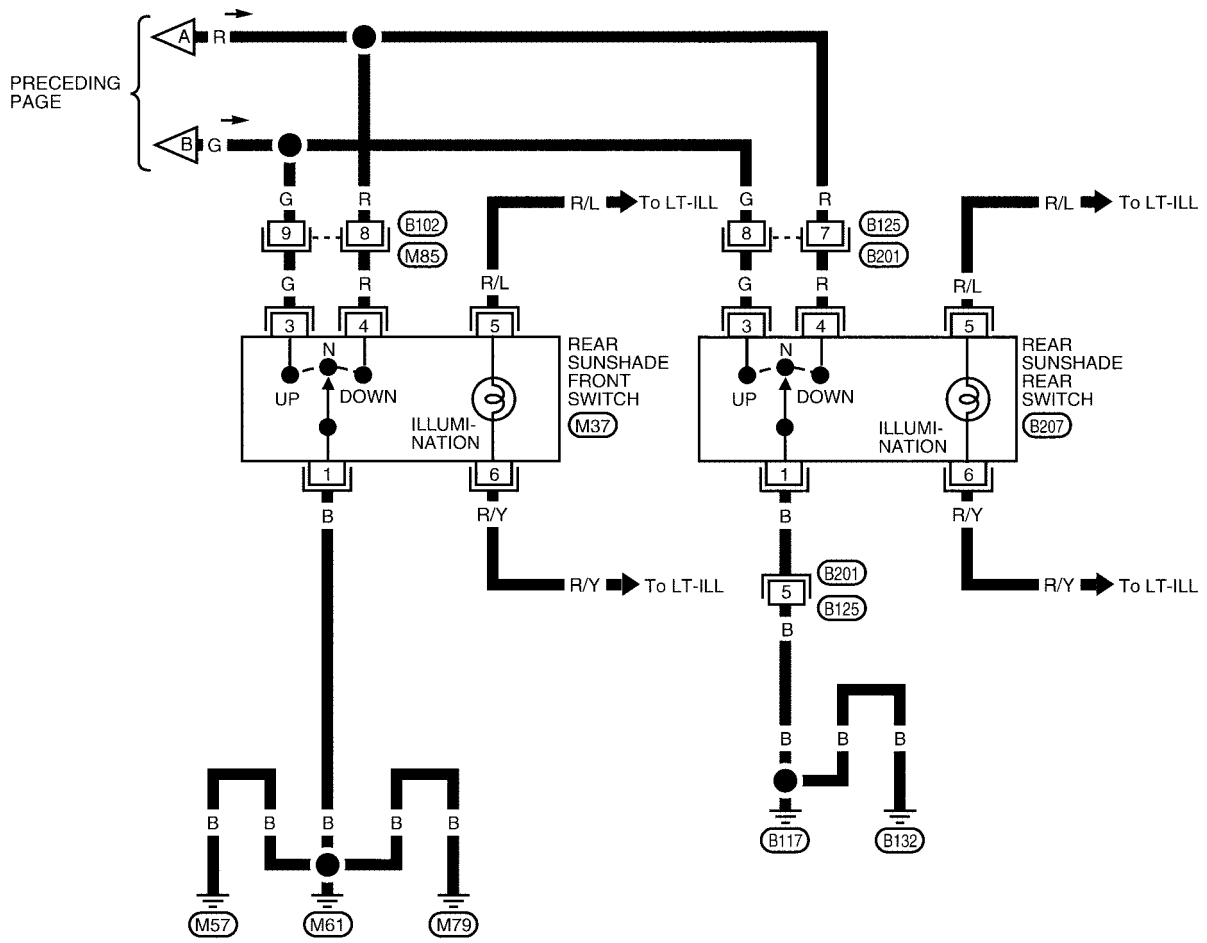 A R
PRECEDING
PAGE
B G
G R R/L To LT-ILL G R R/L To LT-ILL
9 8 B102 8 7 B125
M85 B201
G R R/L G R R/L
3 4 5 3 4 5
REAR
SUNSHADE
FRONT
SWITCH
M37
N
UP DOWN
ILLUMI-
NATION
REAR
SUNSHADE
REAR
SWITCH
B207
N
UP DOWN
ILLUMI-
NATION
1 6 1 6
B R/Y B R/Y
R/Y To LT-ILL R/Y To LT-ILL
B201
5
B125
B
B B B
B B B B B
B117 B132
M57 M61 M79